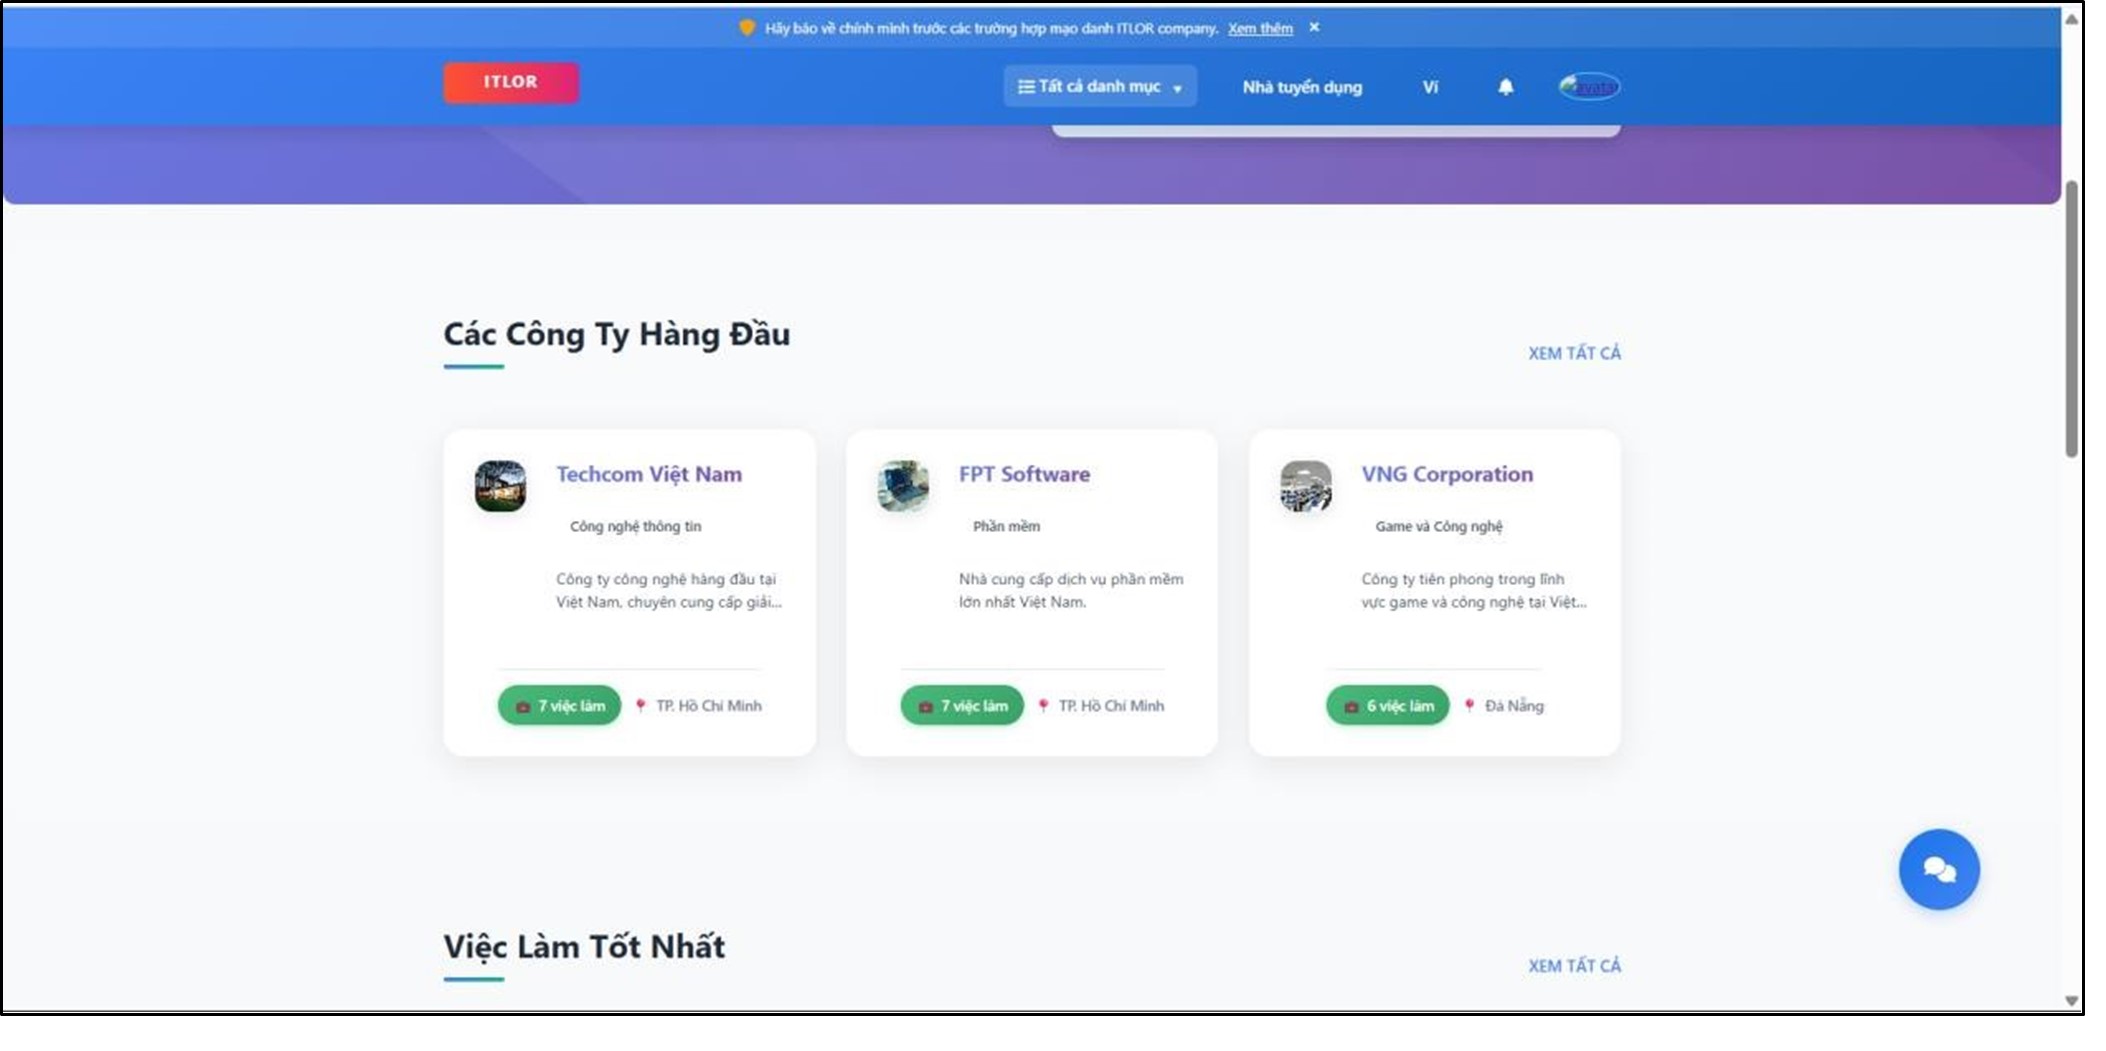 Hãy bảo vệ chính mình trước các trường hợp mạo danh ITLOR company. Xem thêm ×
ITLOR
Tất cả danh mục
Nhà tuyển dụng
Ví
Các Công Ty Hàng Đầu
XEM TẤT CẢ
Techcom Việt Nam
Công nghệ thông tin
Công ty công nghệ hàng đầu tại
Việt Nam, chuyên cung cấp giải...
7 việc làm
TP. Hồ Chí Minh
FPT Software
Phần mềm
Nhà cung cấp dịch vụ phần mềm
lớn nhất Việt Nam.
7 việc làm
TP. Hồ Chí Minh
VNG Corporation
Game và Công nghệ
Công ty tiên phong trong lĩnh
vực game và công nghệ tại Việt...
6 việc làm
Đà Nẵng
Việc Làm Tốt Nhất
XEM TẤT CẢ